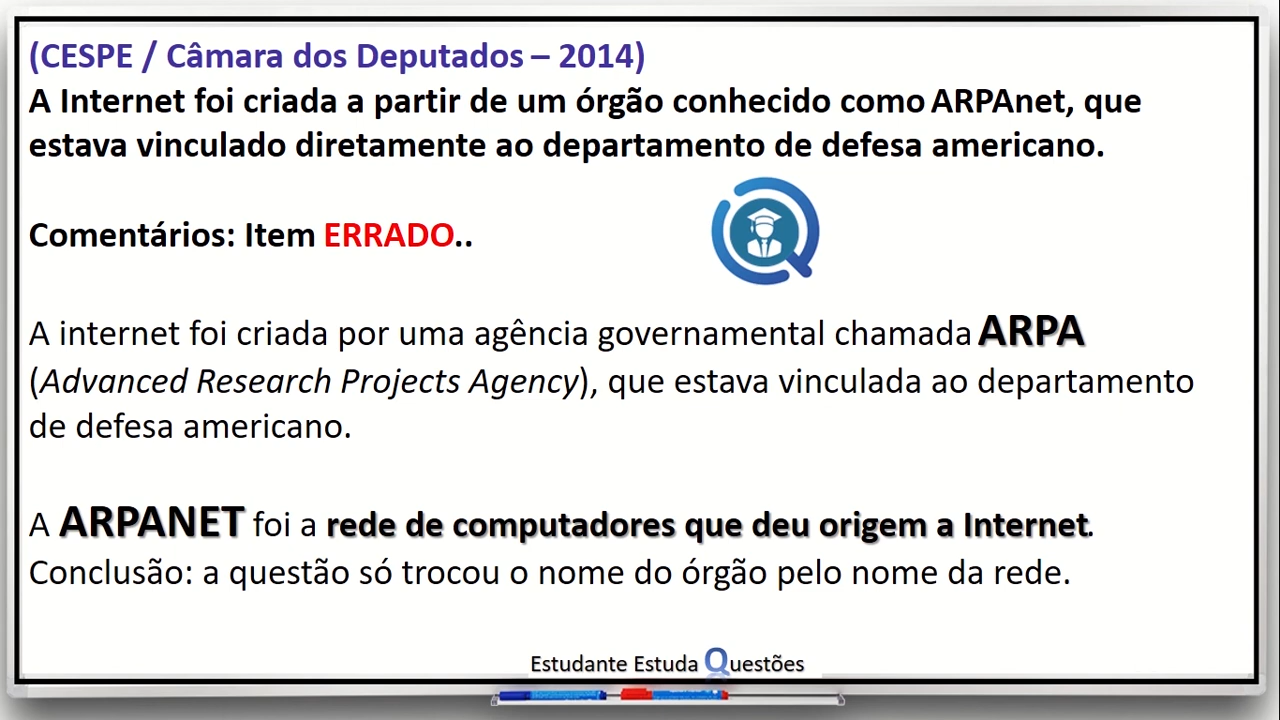 (CESPE / Câmara dos Deputados – 2014)
A Internet foi criada a partir de um órgão conhecido como ARPAnet, que
estava vinculado diretamente ao departamento de defesa americano.
Comentários: Item ERRADO..
A internet foi criada por uma agência governamental chamada ARPA
(Advanced Research Projects Agency), que estava vinculada ao departamento
de defesa americano.
A ARPANET foi a rede de computadores que deu origem a Internet.
Conclusão: a questão só trocou o nome do órgão pelo nome da rede.
Estudante Estuda Questões